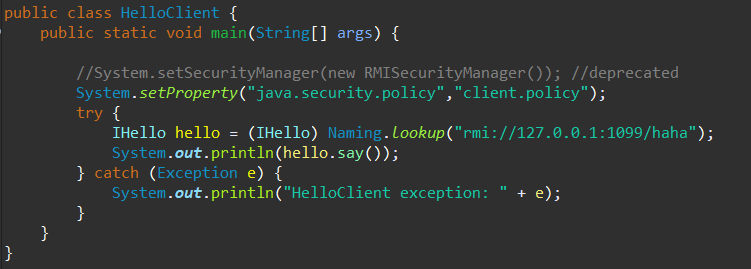 public class HelloClient {
    public static void main(String[] args) {

        //System.setSecurityManager(new RMISecurityManager()); //deprecated
        System.setProperty("java.security.policy","client.policy");
        try {
            IHello hello = (IHello) Naming.lookup("rmi://127.0.0.1:1099/haha");
            System.out.println(hello.say());
        } catch (Exception e) {
            System.out.println("HelloClient exception: " + e);
        }
    }
}